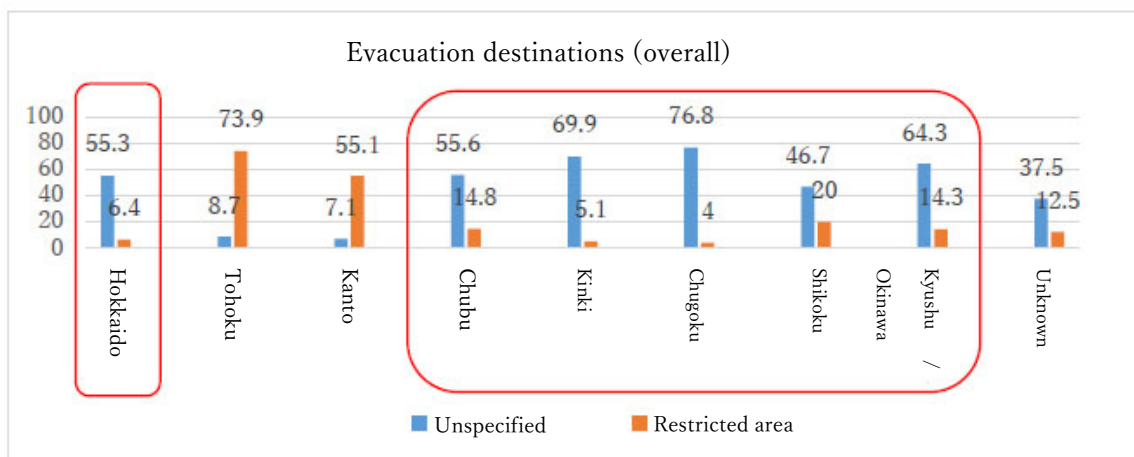 Evacuation destinations (overall)
100
80
60
40
20
0
55.3
6.4
8.7
73.9
7.1
55.1
55.6
14.8
69.9
5.1
76.8
4
46.7
20
64.3
14.3
37.5
12.5
Hokkaido
Tohoku
Kanto
Chubu
Kinki
Chugoku
Shikoku
Kyushu /
Okinawa
Unknown
Unspecified
Restricted area